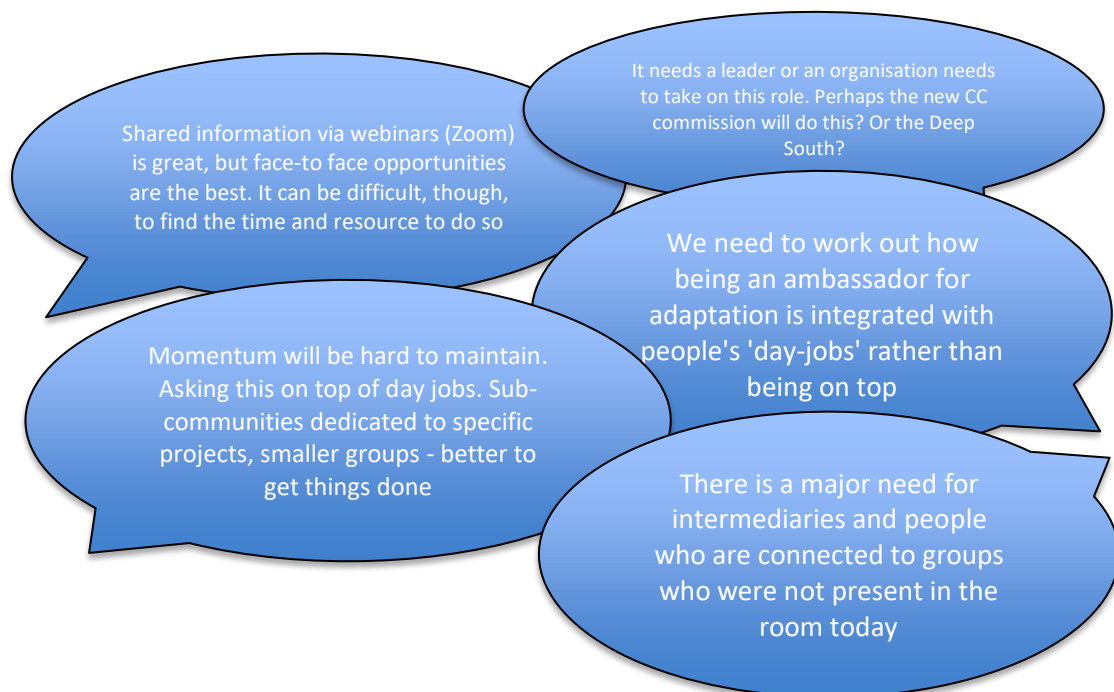 Shared information via webinars (Zoom)
is great, but face-to face opportunities
are the best. It can be difficult, though,
to find the time and resource to do so
It needs a leader or an organisation needs
to take on this role. Perhaps the new CC
commission will do this? Or the Deep
South?
We need to work out how
being an ambassador for
adaptation is integrated with
people's 'day-jobs' rather than
being on top
Momentum will be hard to maintain.
Asking this on top of day jobs. Sub-
communities dedicated to specific
projects, smaller groups - better to
get things done
There is a major need for
intermediaries and people
who are connected to groups
who were not present in the
room today